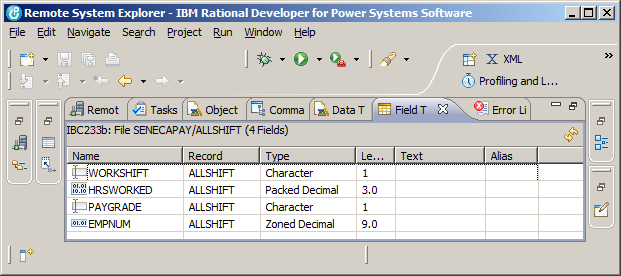 Remote System Explorer - IBM Rational Developer for Power Systems Software
File Edit Navigate Search Project Run Window Help
XML
Profiling and L...
Remot Tasks Object Comma Data T Field T Error Li
IBC233b: File SENECAPAY/ALLSHIFT (4 Fields)
Name Record Type Le... Text Alias
WORKSHIFT ALLSHIFT Character 1
HRSWORKED ALLSHIFT Packed Decimal 3.0
PAYGRADE ALLSHIFT Character 1
EMPNUM ALLSHIFT Zoned Decimal 9.0